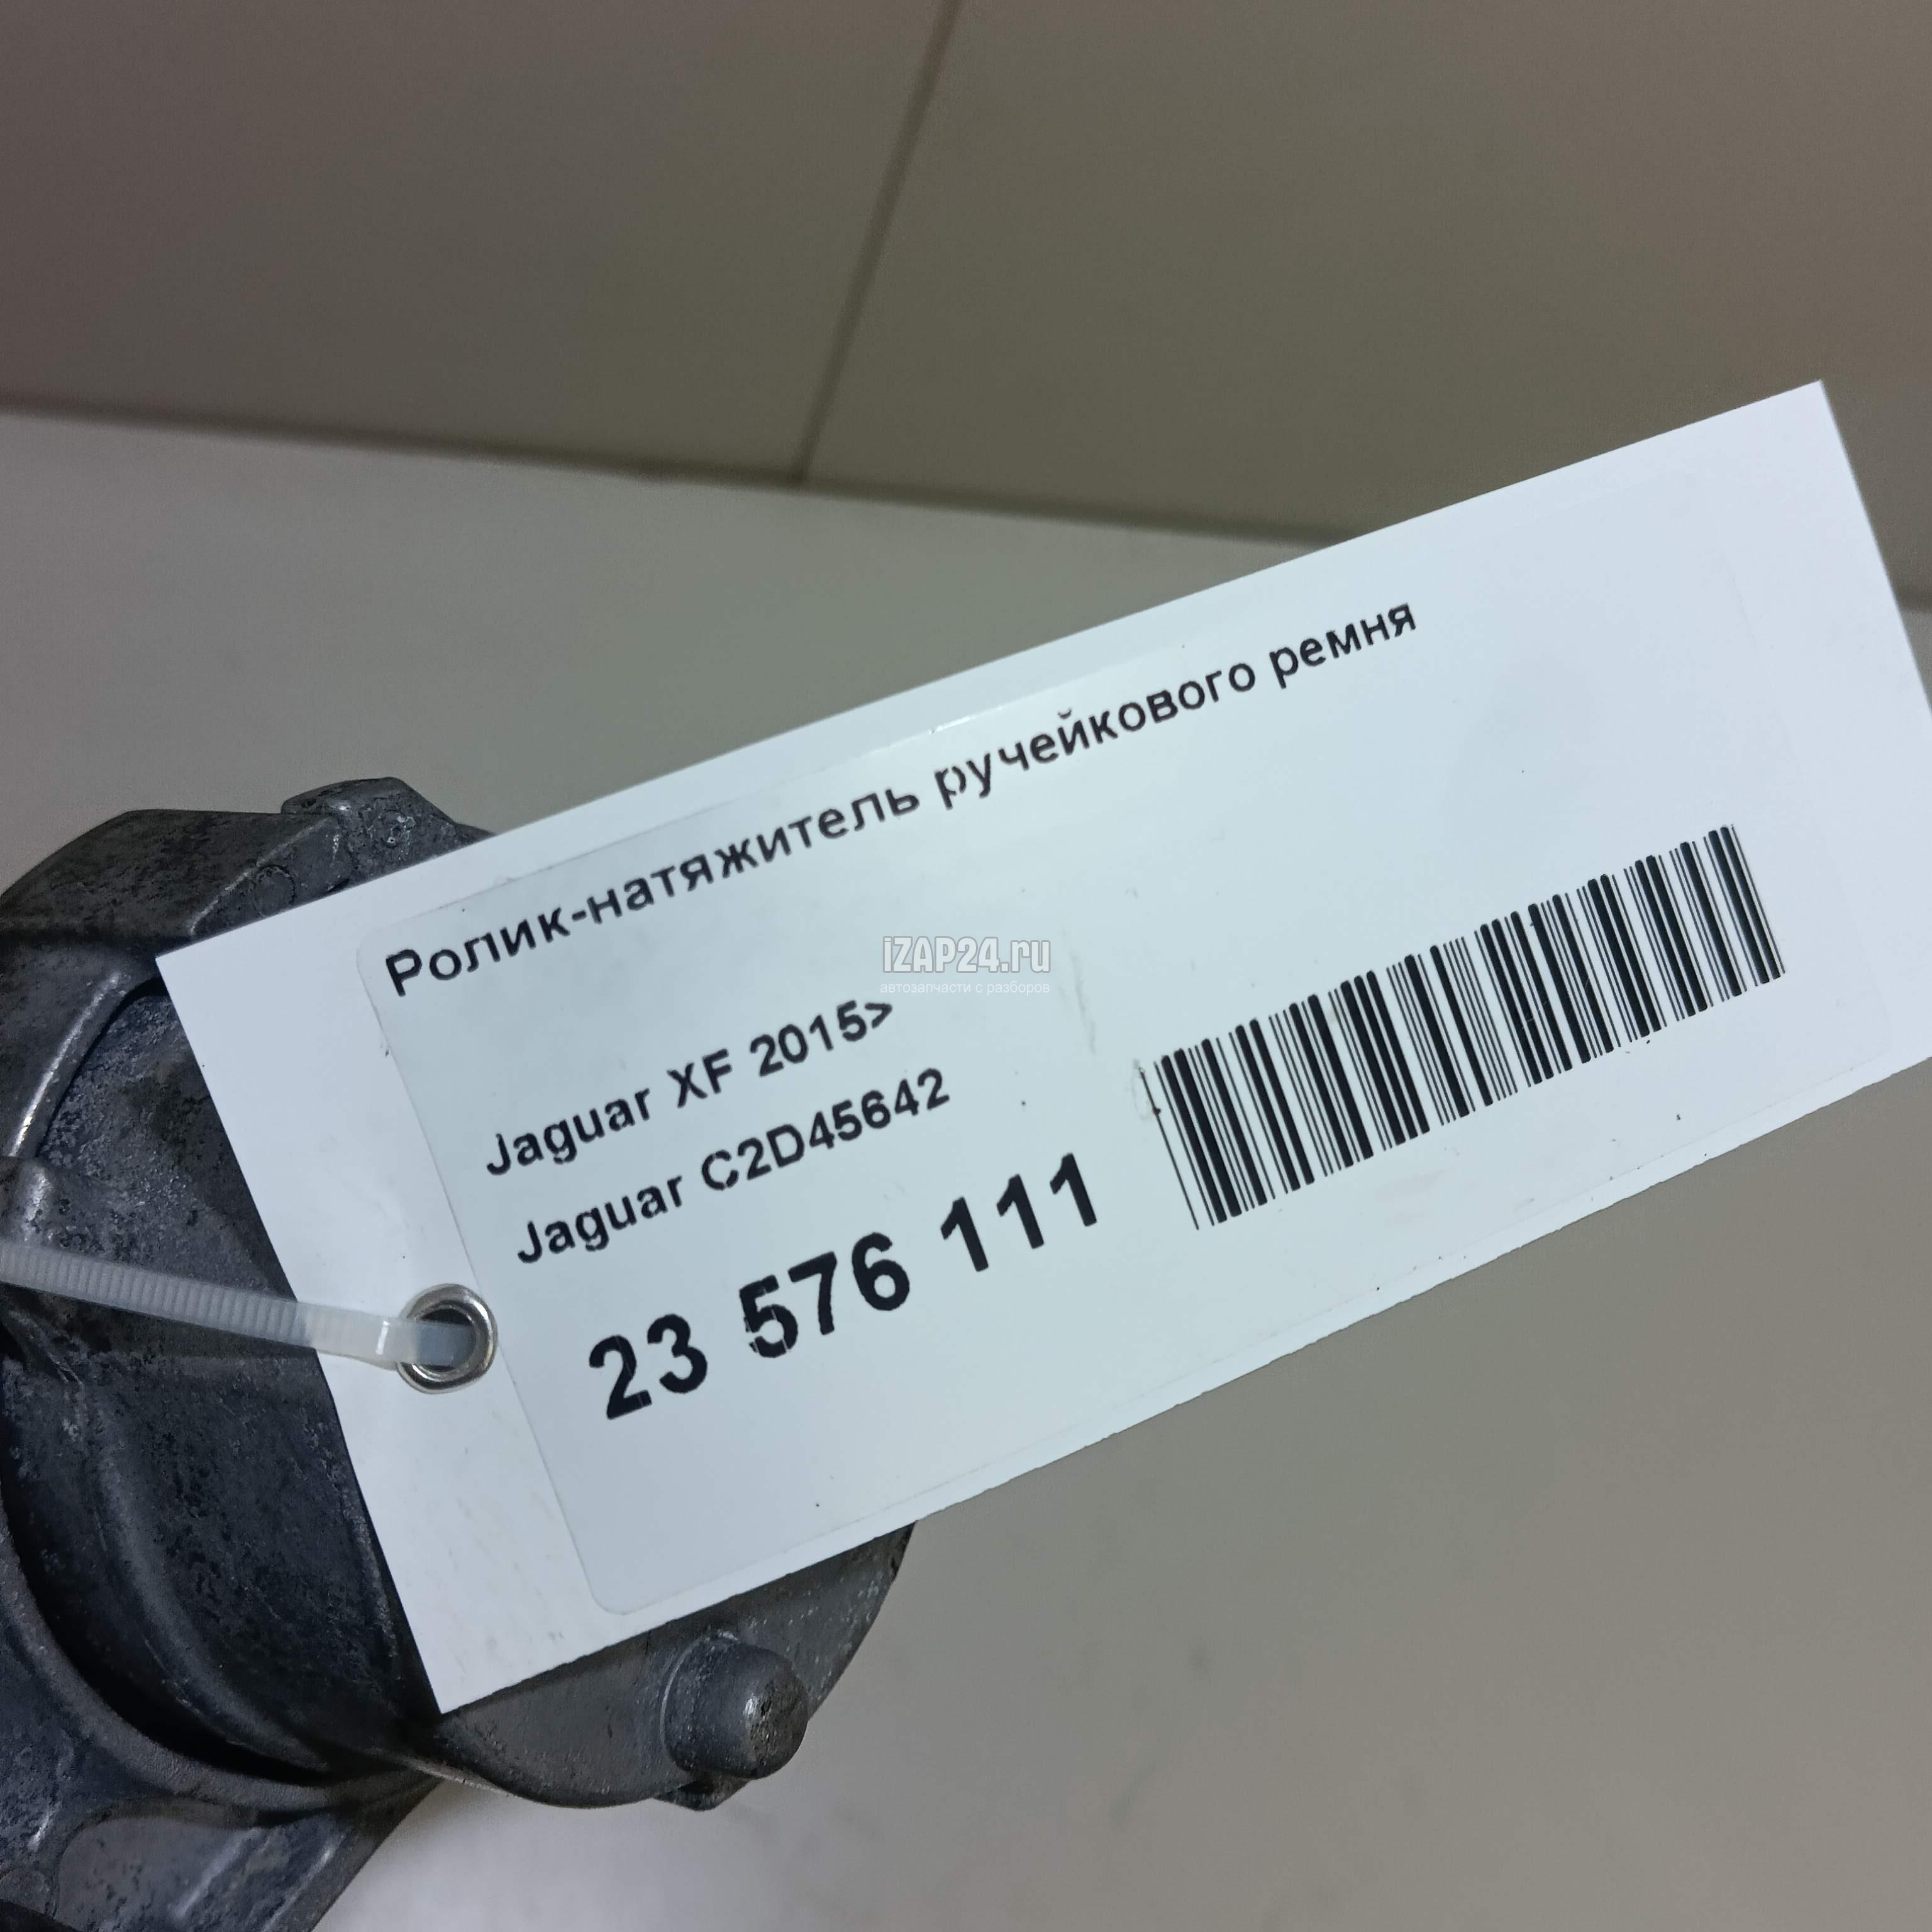 Ролик-натяжитель ручейкового ремня
iZAP24.ru
автозапчасти с разборов
Jaguar XF 2015>
Jaguar C2D45642
23 576 111